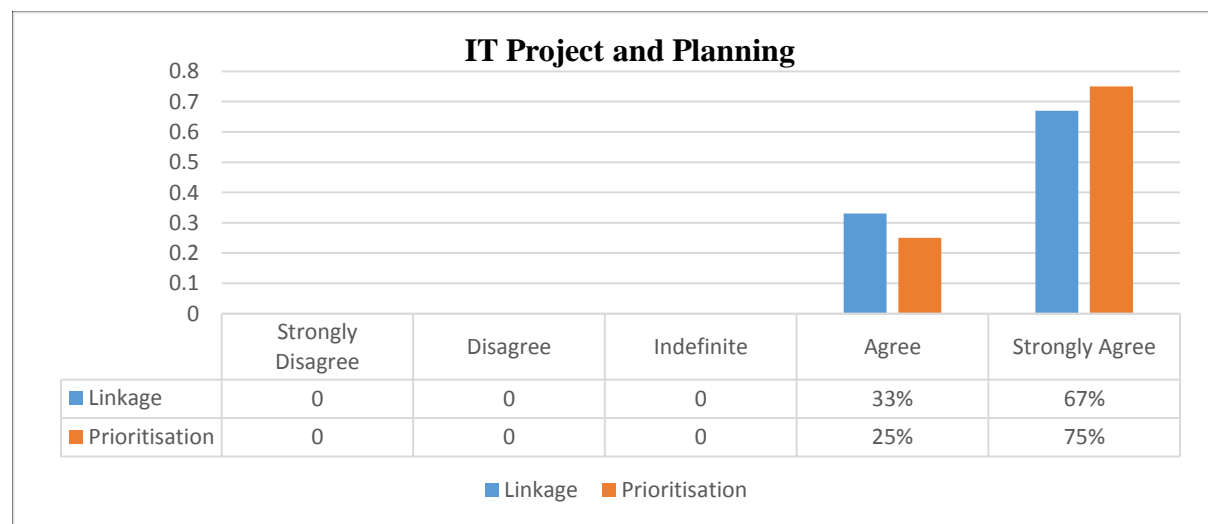 IT Project and Planning
0.8
0.7
0.6
0.5
0.4
0.3
0.2
0.1
0
Strongly
Disagree
Disagree
Indefinite
Agree
Strongly Agree
Linkage 0 0 0 33% 67%
Prioritisation 0 0 0 25% 75%
Linkage Prioritisation